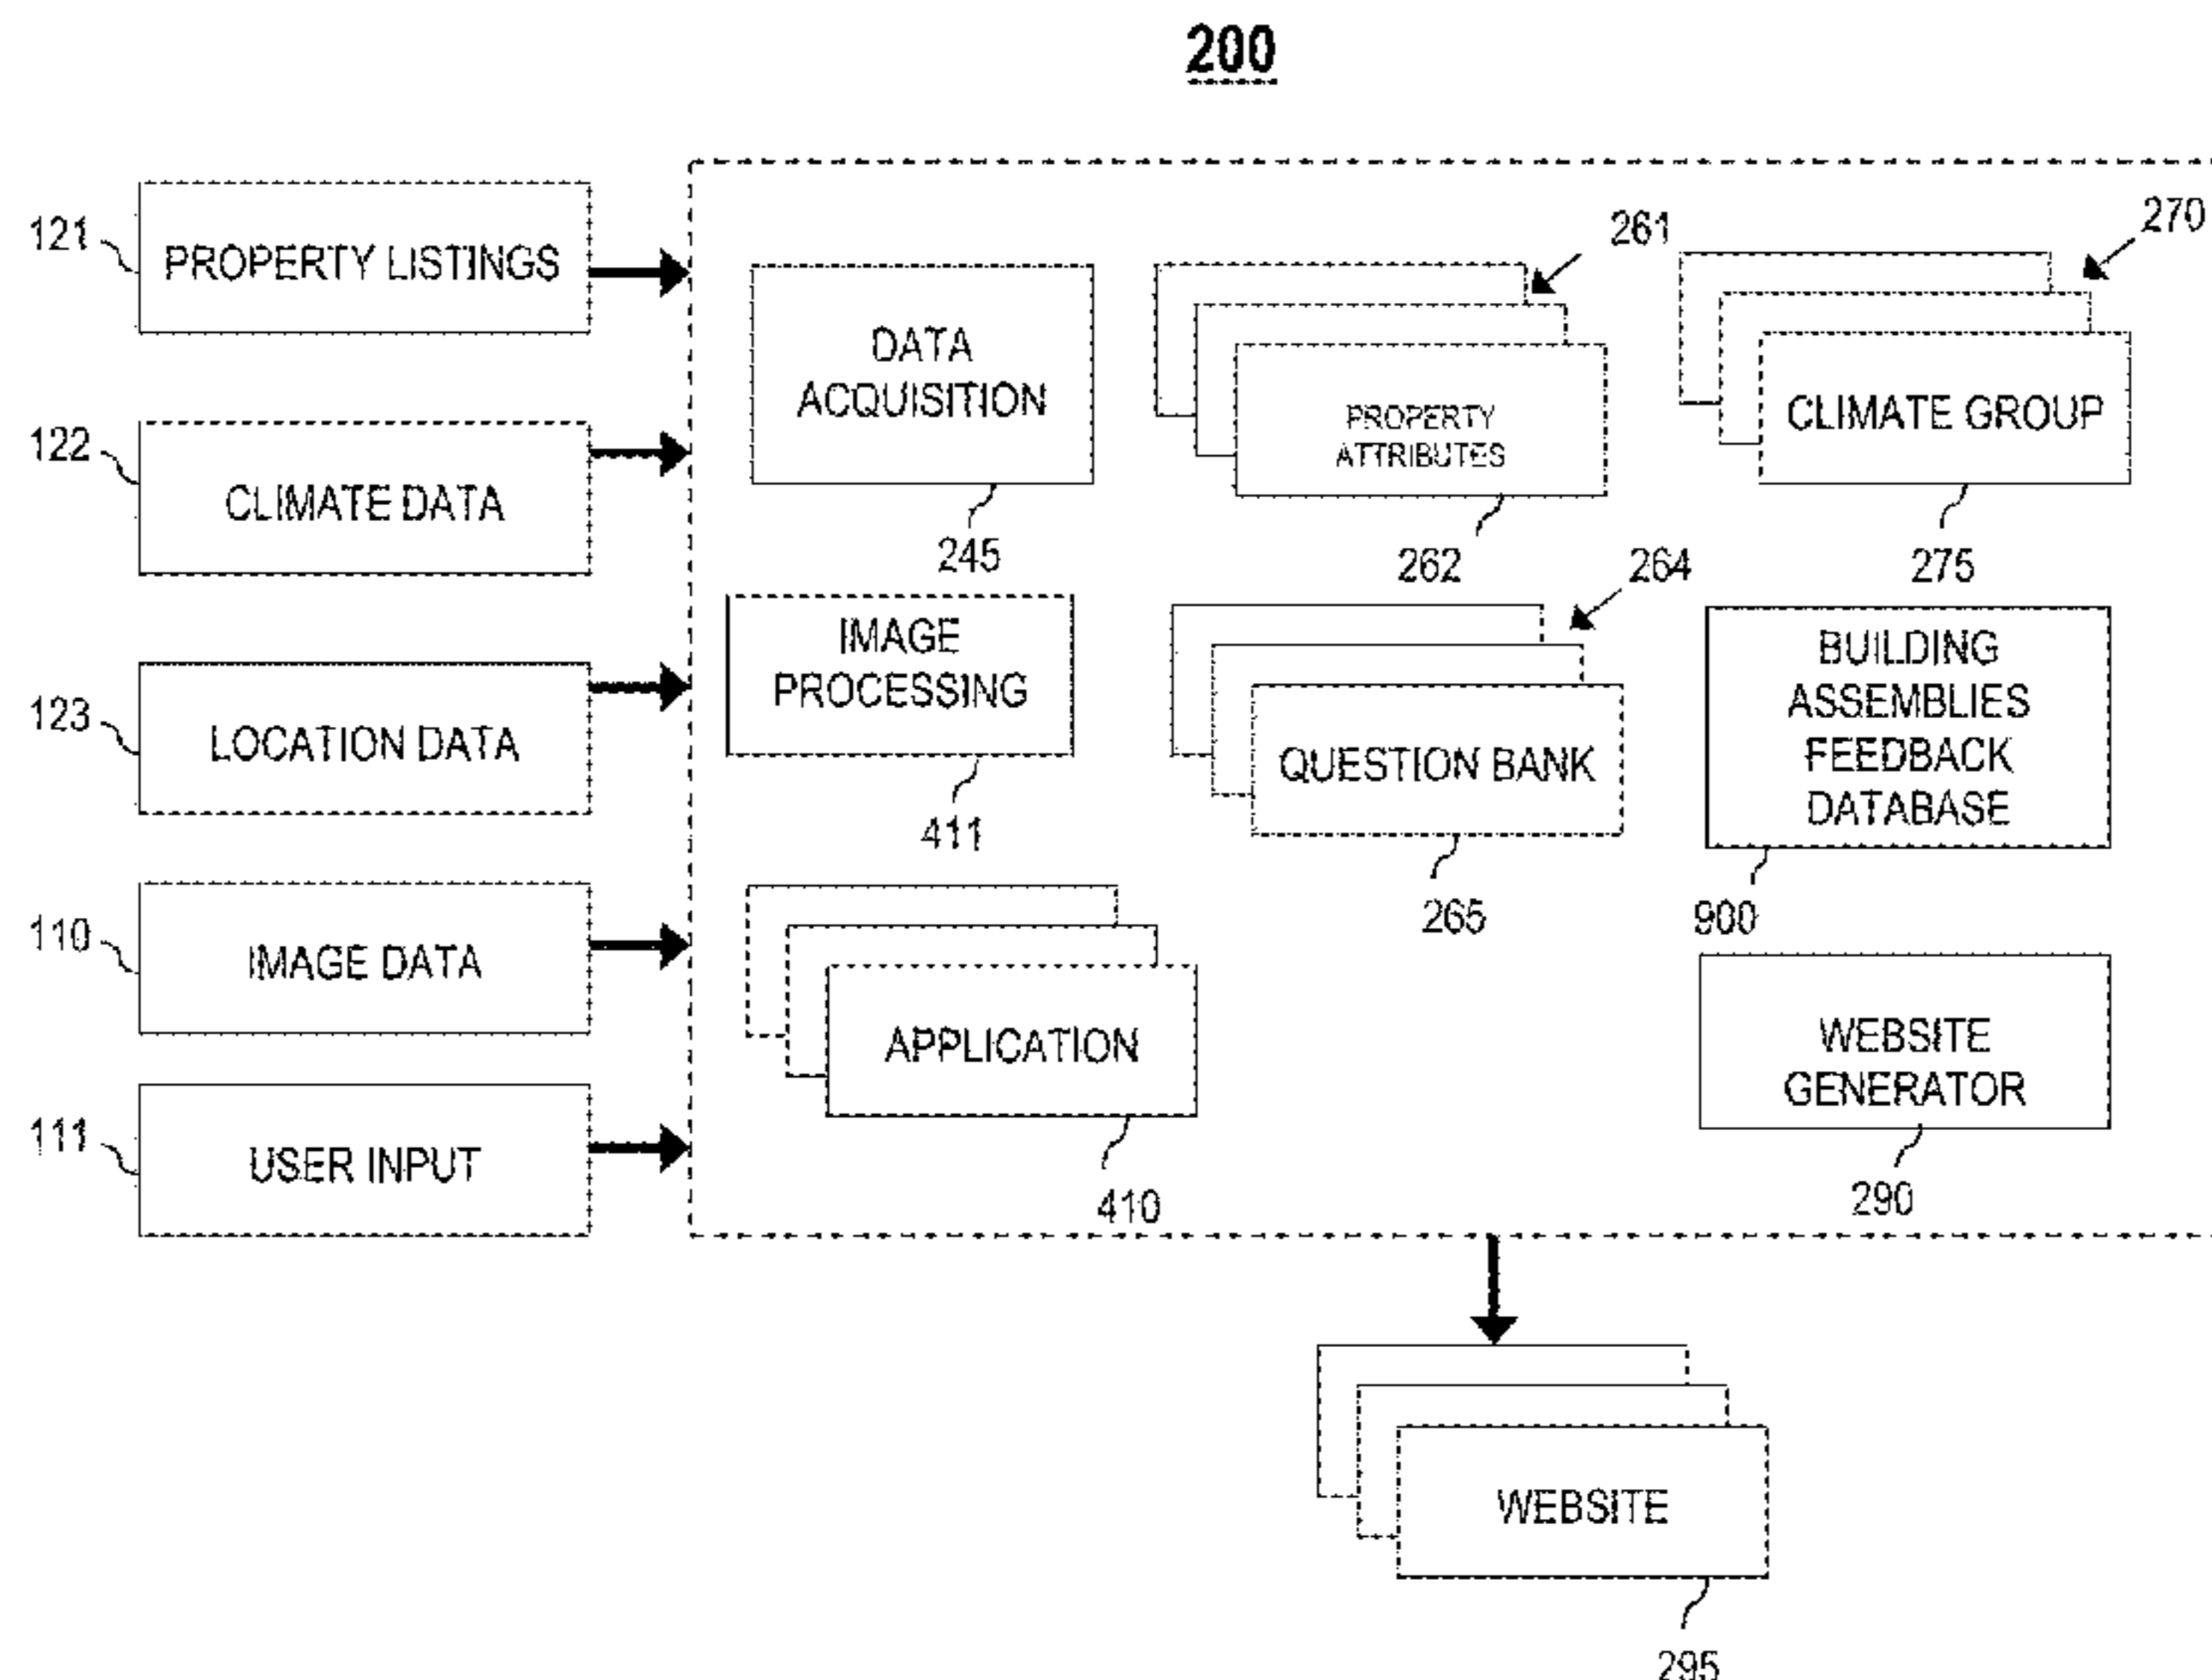 200
121
PROPERTY LISTINGS
122
CLIMATE DATA
123
LOCATION DATA
110
IMAGE DATA
111
USER INPUT
DATA
ACQUISITION
245
261
PROPERTY
ATTRIBUTES
262
270
CLIMATE GROUP
275
IMAGE
PROCESSING
411
264
QUESTION BANK
265
BUILDING
ASSEMBLIES
FEEDBACK
DATABASE
900
APPLICATION
410
WEBSITE
GENERATOR
290
WEBSITE
295